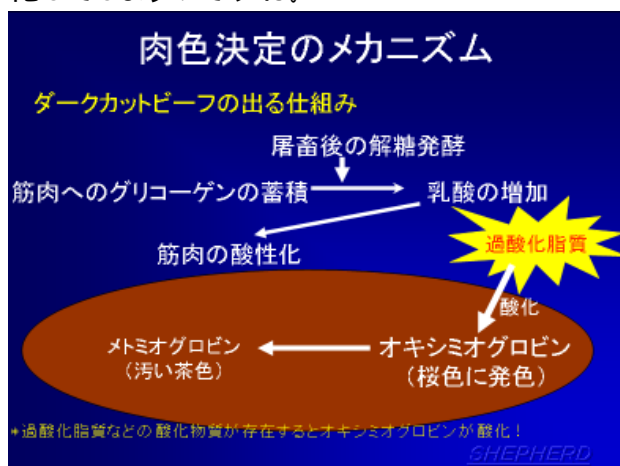 肉色決定のメカニズム
ダークカットビーフの出る仕組み
屠畜後の解糖発酵
筋肉へのグリコーゲンの蓄積
乳酸の増加
筋肉の酸性化
過酸化脂質
酸化
メトミオグロビン
(汚い茶色)
オキシミオグロビン
(桜色に発色)
*過酸化脂質などの酸化物質が存在するとオキシミオグロビンが酸化!
SHEPHERD